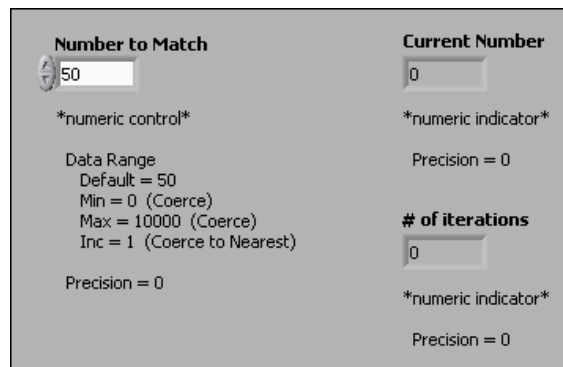 Number to Match
50
*numeric control*
Data Range
Default = 50
Min = 0 (Coerce)
Max = 10000 (Coerce)
Inc = 1 (Coerce to Nearest)
Precision = 0
Current Number
0
*numeric indicator*
Precision = 0
# of iterations
0
*numeric indicator*
Precision = 0